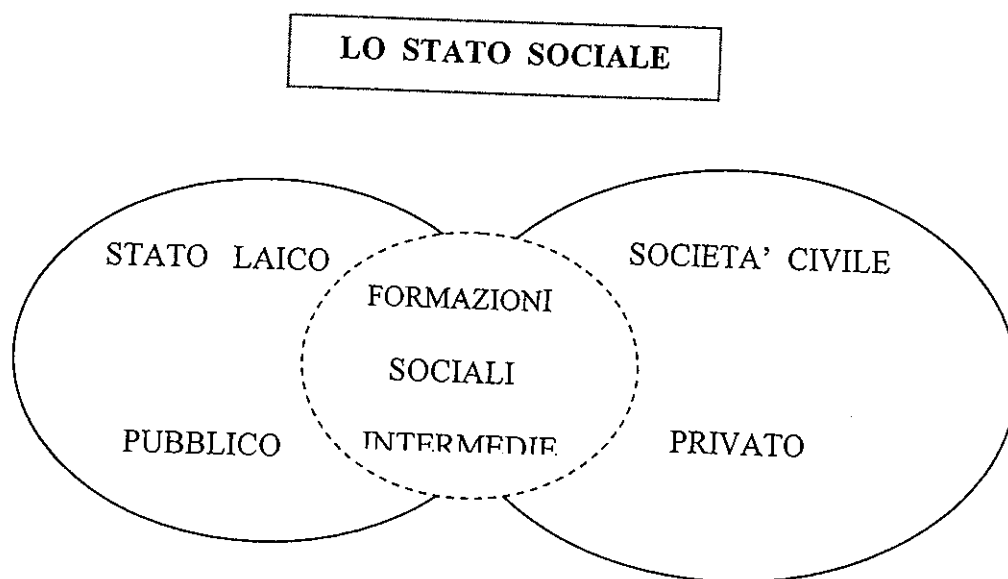 LO STATO SOCIALE
STATO LAICO
SOCIETA' CIVILE
FORMAZIONI
SOCIALI
PUBBLICO
INTERMEDIE
PRIVATO